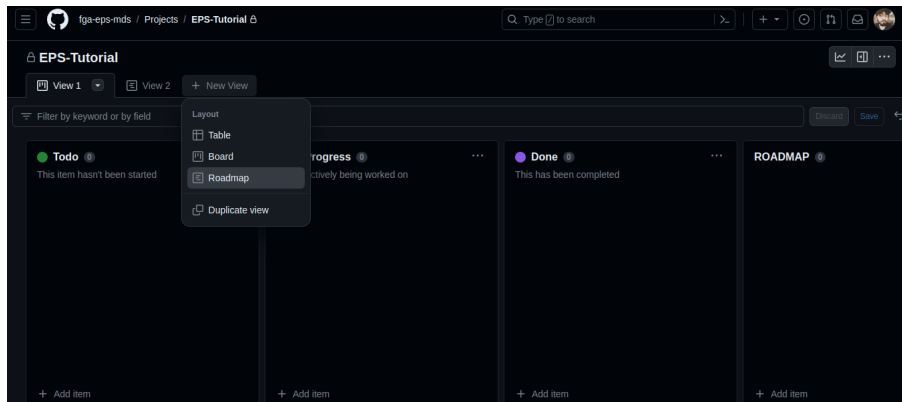 fga-eps-mds / Projects / EPS-Tutorial
Type / to search
EPS-Tutorial
View 1
View 2
New View
Filter by keyword or by field
Discard
Save
Layout
Table
Board
Roadmap
Duplicate view
Todo 0
This item hasn't been started
rogress 0
ctively being worked on
Done 0
This has been completed
ROADMAP 0
Add item
Add item
Add item
Add item